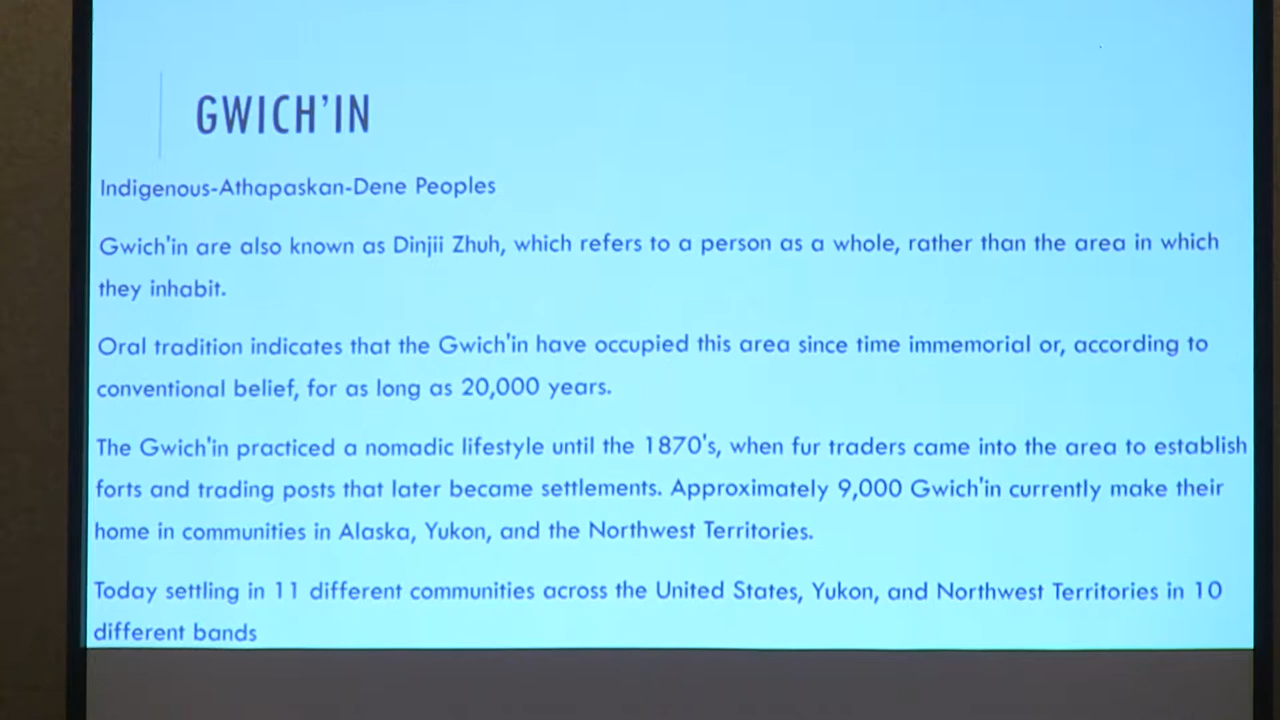 GWICH'IN
Indigenous-Athapaskan-Dene Peoples
Gwich'in are also known as Dinjii Zhuh, which refers to a person as a whole, rather than the area in which
they inhabit.
Oral tradition indicates that the Gwich'in have occupied this area since time immemorial or, according to
conventional belief, for as long as 20,000 years.
The Gwich'in practiced a nomadic lifestyle until the 1870's, when fur traders came into the area to establish
forts and trading posts that later became settlements. Approximately 9,000 Gwich'in currently make their
home in communities in Alaska, Yukon, and the Northwest Territories.
Today settling in 11 different communities across the United States, Yukon, and Northwest Territories in 10
different bands